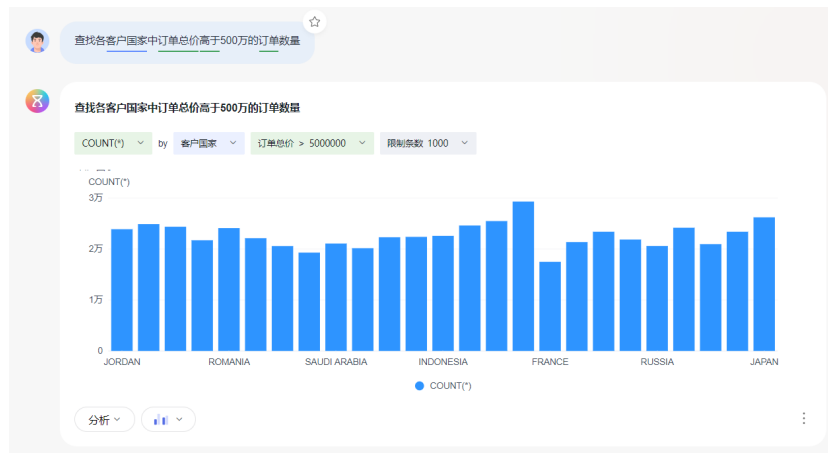 查找各客户国家中订单总价高于500万的订单数量
查找各客户国家中订单总价高于500万的订单数量
COUNT(*) by 客户国家 订单总价 > 5000000 限制条数 1000
COUNT(*)
3万
2万
1万
0
JORDAN ROMANIA SAUDI ARABIA INDONESIA FRANCE RUSSIA JAPAN
COUNT(*)
分析